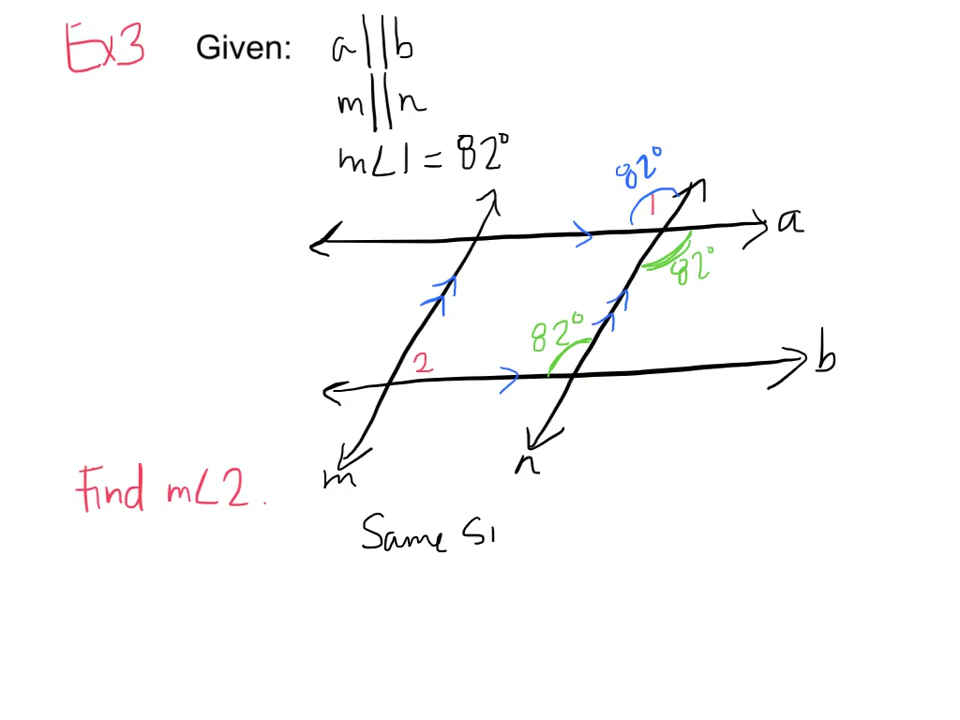 Ex3 Given: a||b
m||n
m∠1 = 82°
82°
1
a
82°
82°
2
b
m
n
Find m∠2.
Same Si